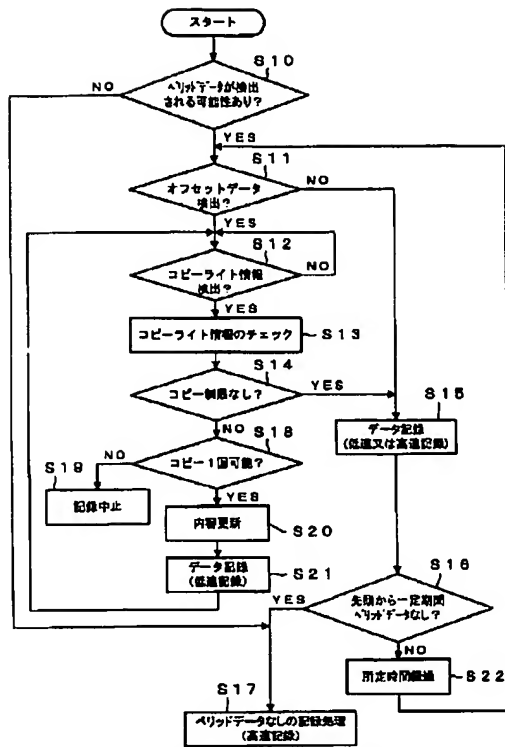 スタート
S10
ベリッドデータが検出
される可能性あり？
NO
YES
S11
オフセットデータ
検出？
NO
YES
S12
コピーライト情報
検出？
NO
YES
コピーライト情報のチェック
S13
S14
コピー制限なし？
YES
NO
S15
データ記録
(低速又は高速記録)
S18
コピー1回可能？
NO
YES
S19
記録中止
内容更新
S20
データ記録
(低速記録)
S21
S16
先頭から一定期間
ベリッドデータなし？
YES
NO
所定時間継続
S22
S17
ベリッドデータなしの記録処理
(高速記録)